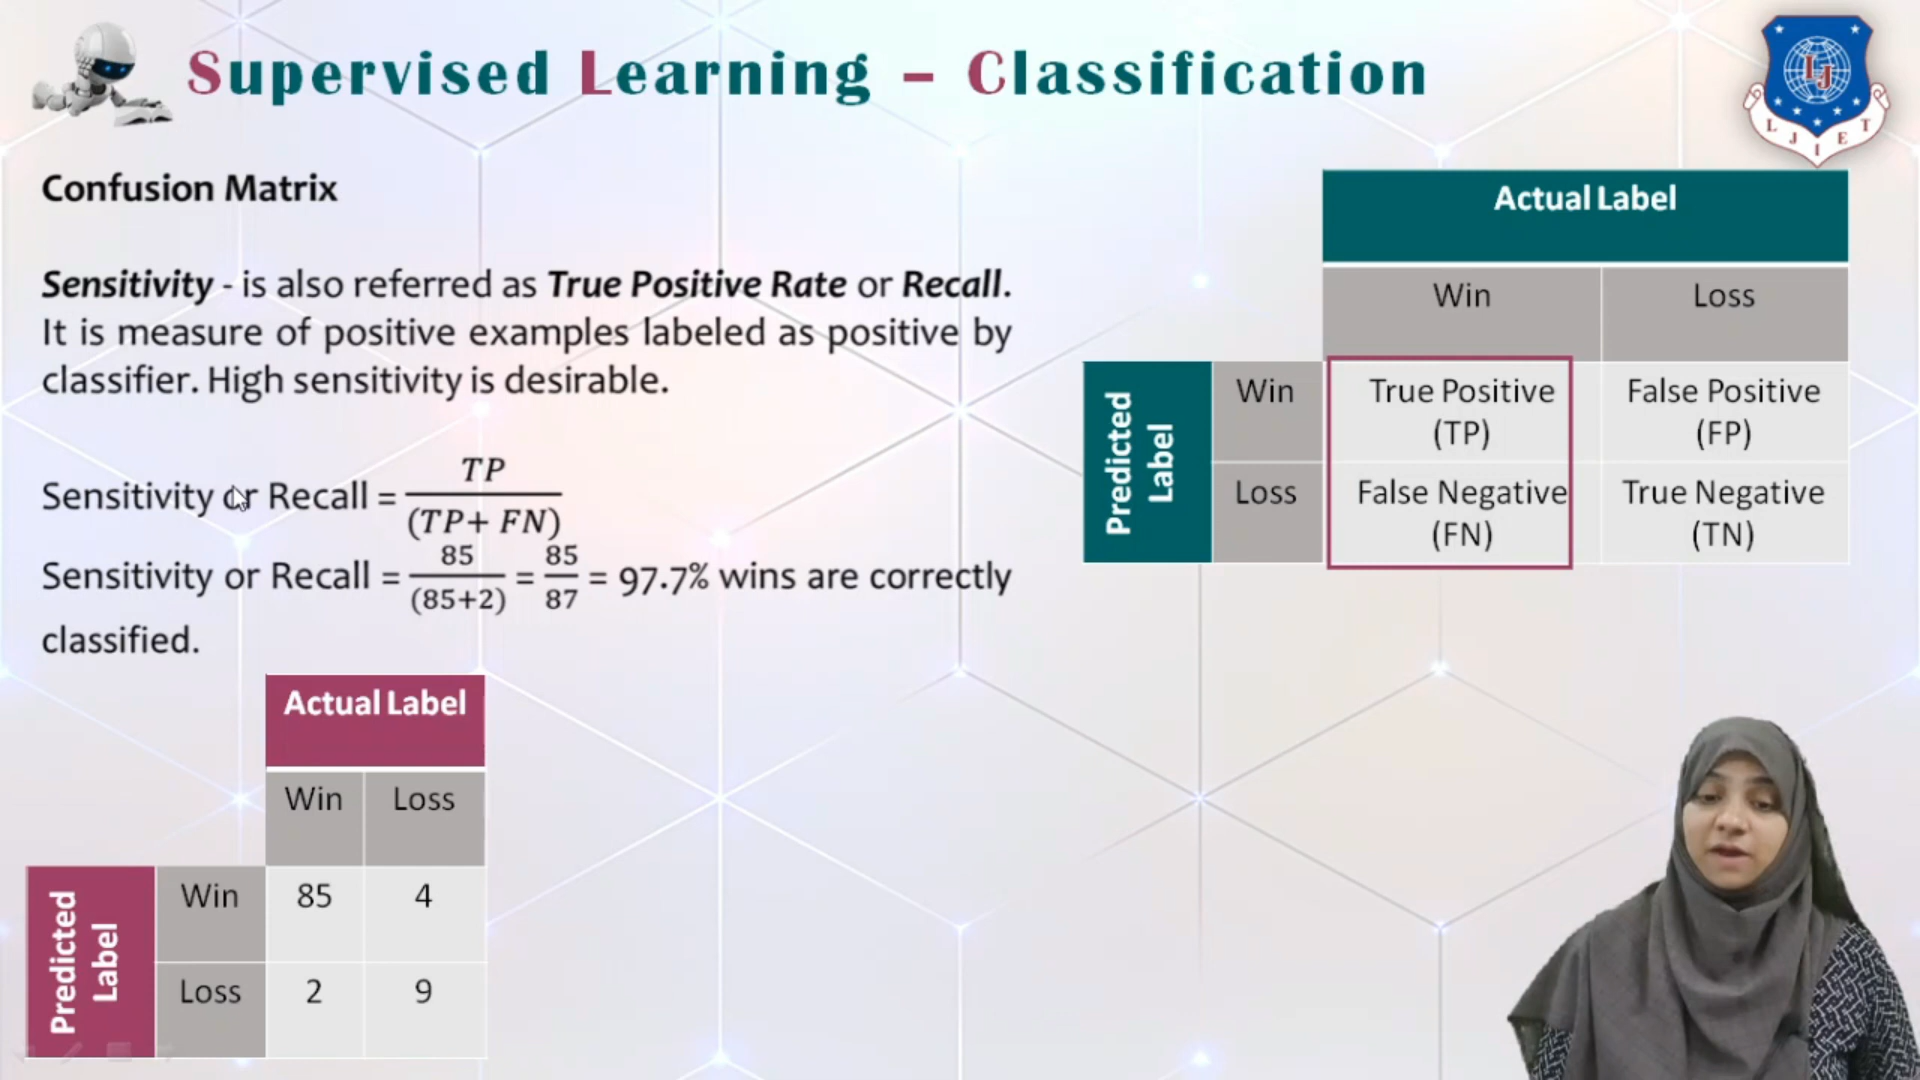 Supervised Learning – Classification
L J I E T
Confusion Matrix
Sensitivity - is also referred as True Positive Rate or Recall.
It is measure of positive examples labeled as positive by
classifier. High sensitivity is desirable.
Sensitivity or Recall = TP / (TP+ FN)
Sensitivity or Recall = 85 / (85+2) = 85 / 87 = 97.7% wins are correctly
classified.
Actual Label
Win Loss
Predicted Label
Win 85 4
Loss 2 9
Actual Label
Win Loss
Predicted Label
Win True Positive (TP) False Positive (FP)
Loss False Negative (FN) True Negative (TN)